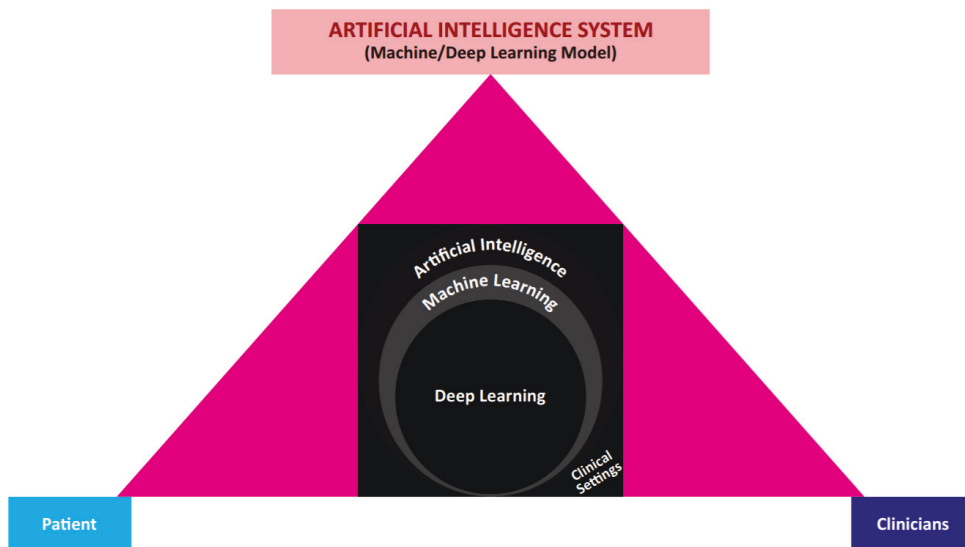 ARTIFICIAL INTELLIGENCE SYSTEM
(Machine/Deep Learning Model)
Artificial Intelligence
Machine Learning
Deep Learning
Clinical
Settings
Patient
Clinicians